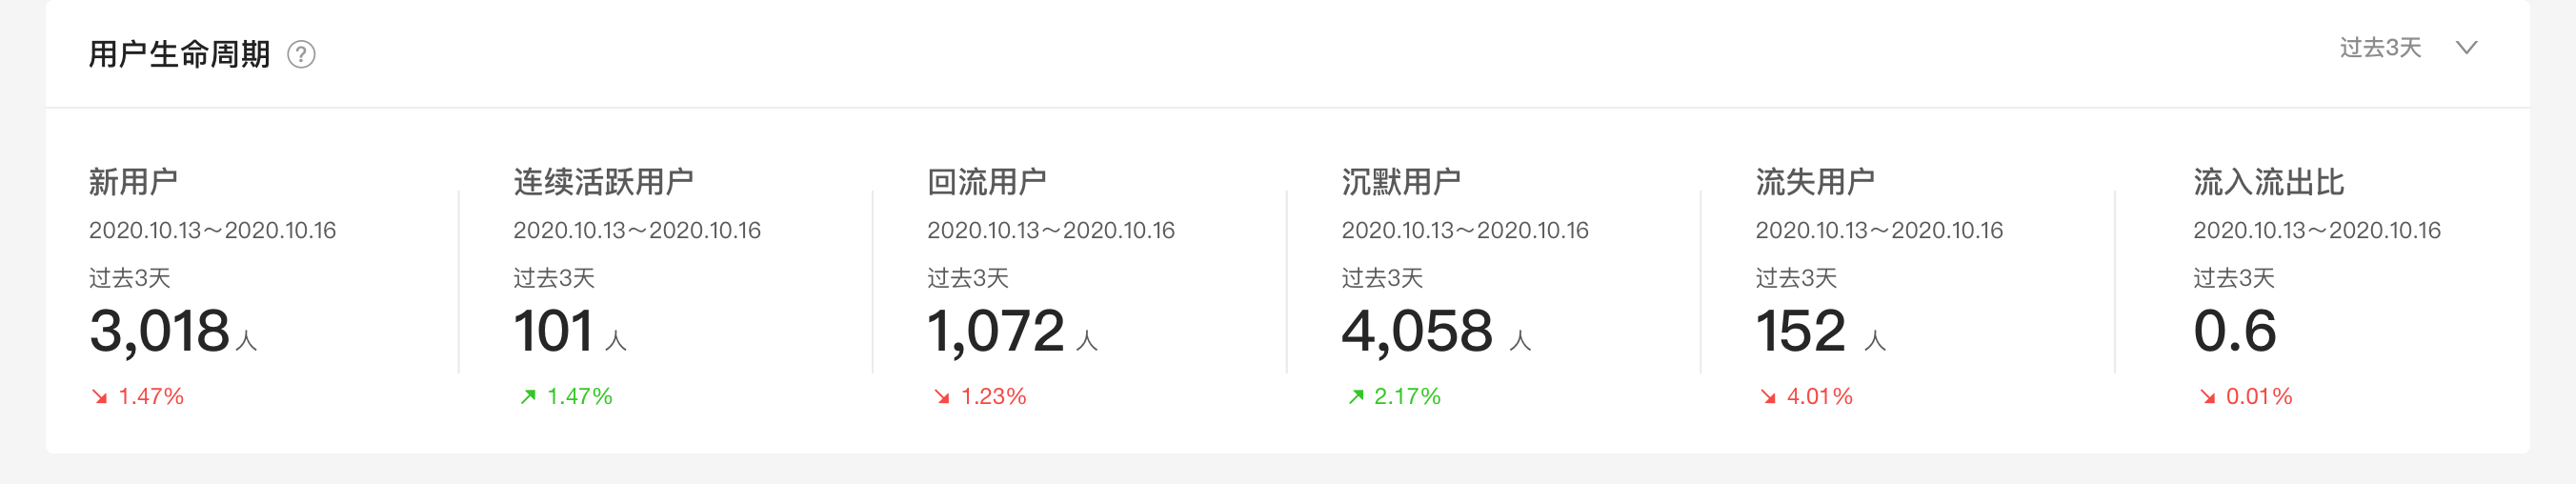 用户生命周期 ?
过去3天
新用户
2020.10.13～2020.10.16
过去3天
3,018人
1.47%
连续活跃用户
2020.10.13～2020.10.16
过去3天
101 人
1.47%
回流用户
2020.10.13～2020.10.16
过去3天
1,072 人
1.23%
沉默用户
2020.10.13～2020.10.16
过去3天
4,058 人
2.17%
流失用户
2020.10.13～2020.10.16
过去3天
152 人
4.01%
流入流出比
2020.10.13～2020.10.16
过去3天
0.6
0.01%